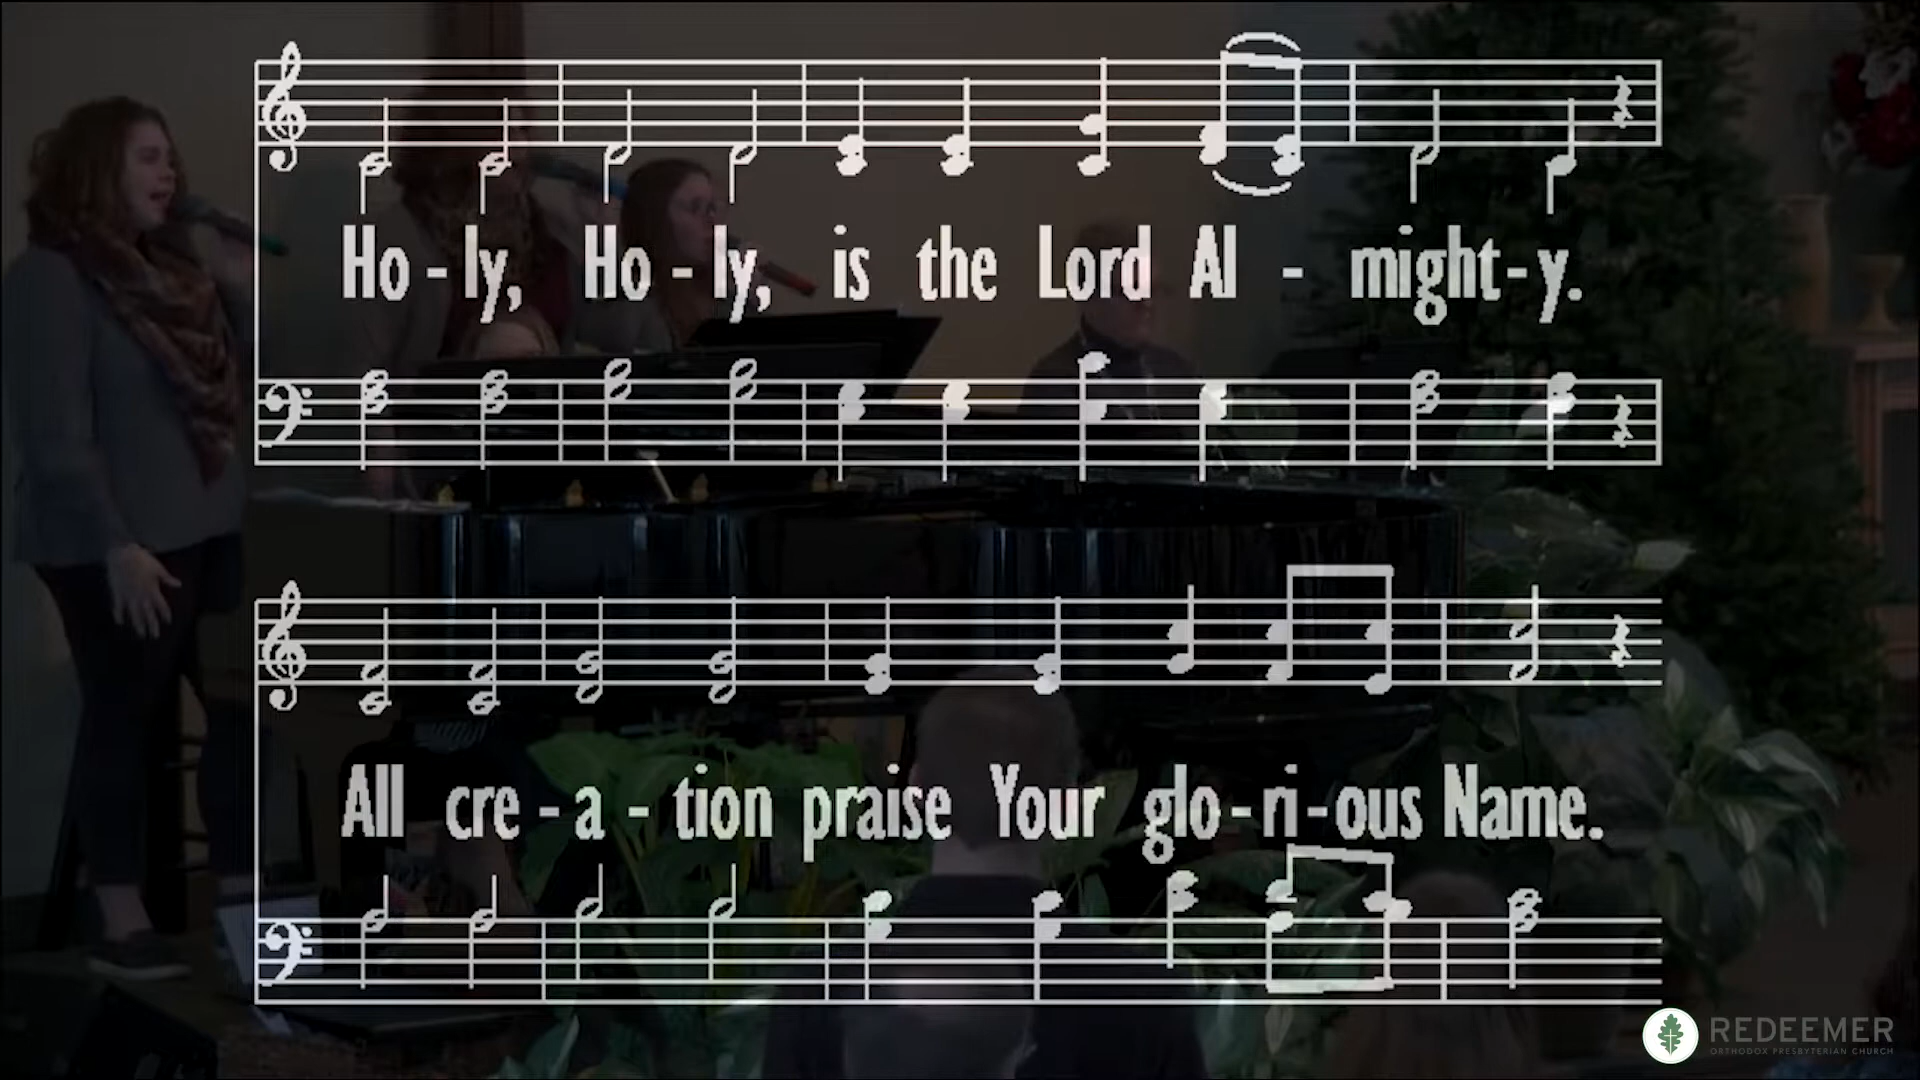 Ho - ly, Ho - ly, is the Lord Al - might - y.
All cre - a - tion praise Your glo - ri - ous Name.
REDEEMER
ORTHODOX PRESBYTERIAN CHURCH